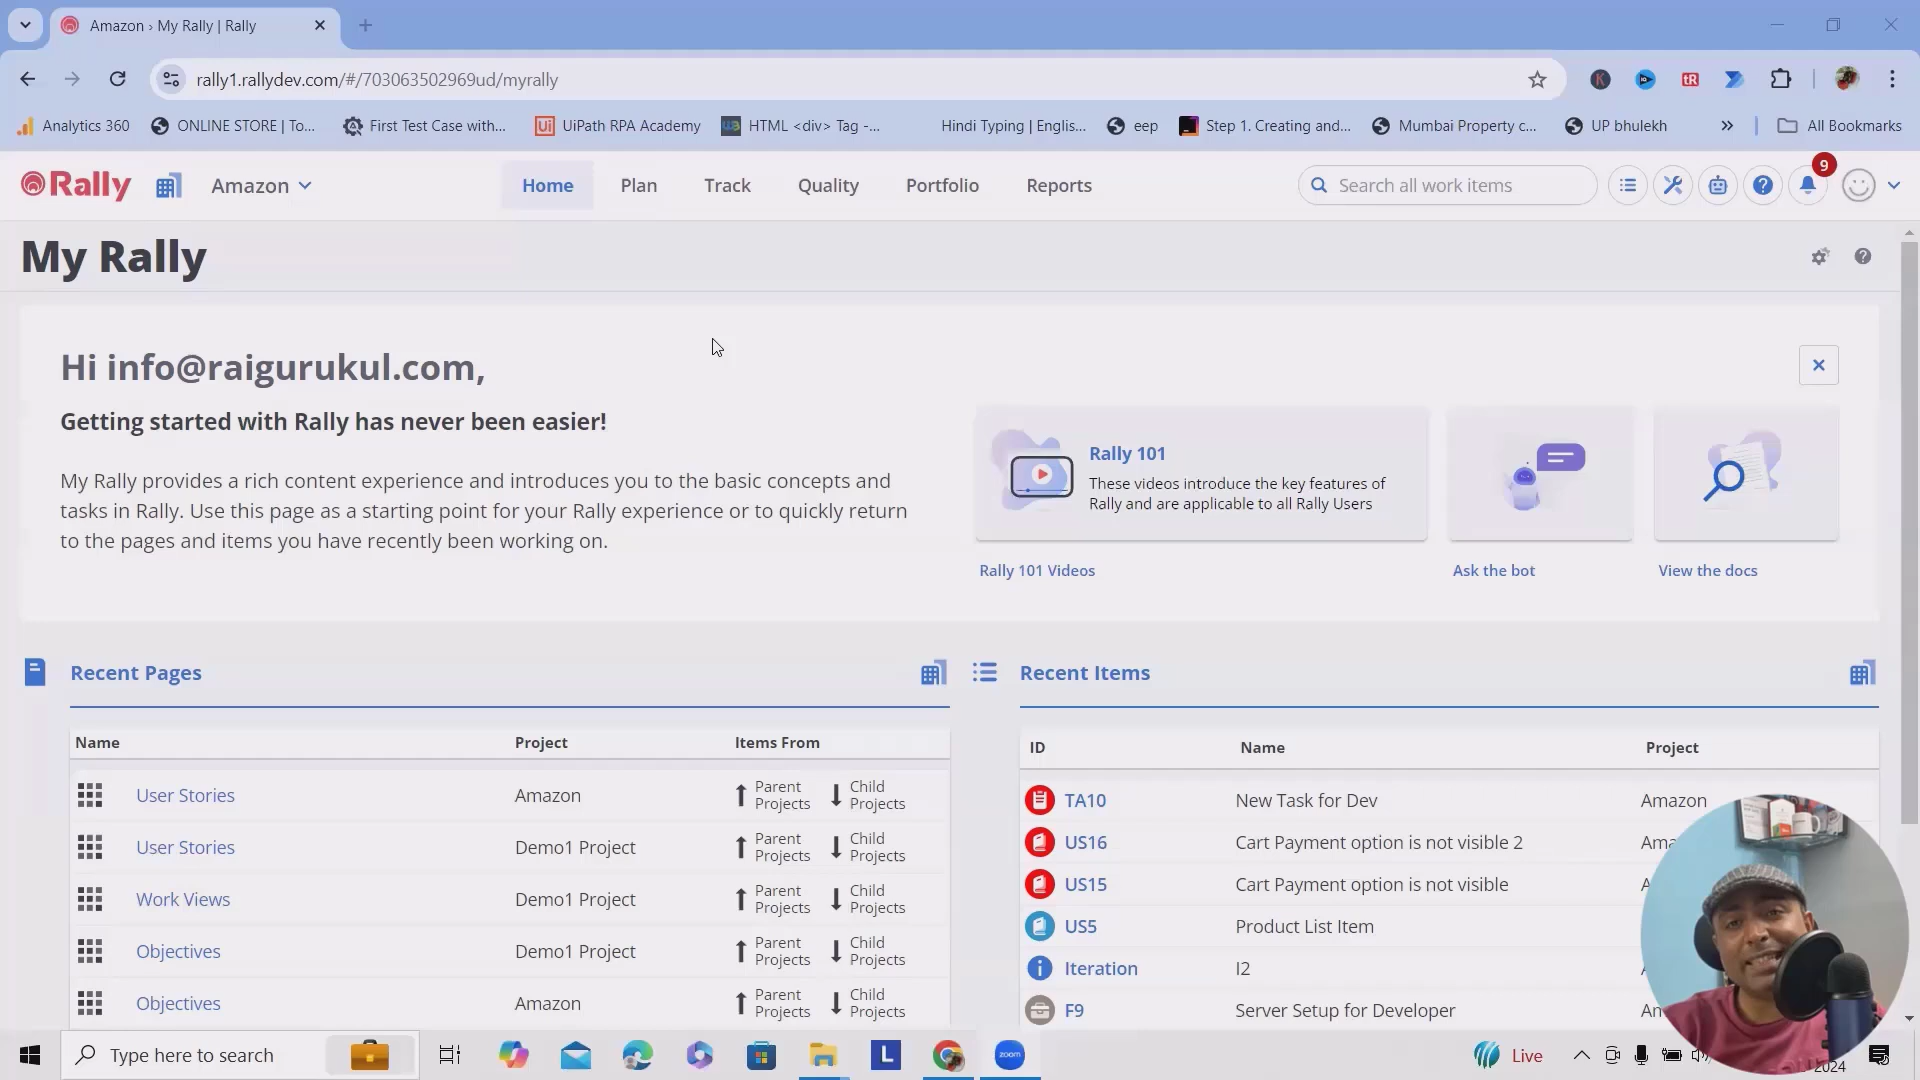 Amazon › My Rally | Rally
rally1.rallydev.com/#/703063502969ud/myrally
Analytics 360
ONLINE STORE | To...
First Test Case with...
UiPath RPA Academy
HTML <div> Tag -...
Hindi Typing | Englis...
eep
Step 1. Creating and...
Mumbai Property c...
UP bhulekh
All Bookmarks
Rally
Amazon
Home
Plan
Track
Quality
Portfolio
Reports
Search all work items
9
My Rally
Hi info@raigurukul.com,
Getting started with Rally has never been easier!
My Rally provides a rich content experience and introduces you to the basic concepts and
tasks in Rally. Use this page as a starting point for your Rally experience or to quickly return
to the pages and items you have recently been working on.
Rally 101
These videos introduce the key features of
Rally and are applicable to all Rally Users
Rally 101 Videos
Ask the bot
View the docs
Recent Pages
Name Project Items From
User Stories Amazon Parent Projects Child Projects
User Stories Demo1 Project Parent Projects Child Projects
Work Views Demo1 Project Parent Projects Child Projects
Objectives Demo1 Project Parent Projects Child Projects
Objectives Amazon Parent Projects Child Projects
Recent Items
ID Name Project
TA10 New Task for Dev Amazon
US16 Cart Payment option is not visible 2 Ama
US15 Cart Payment option is not visible A
US5 Product List Item
Iteration I2
F9 Server Setup for Developer An
Type here to search
L
zoom
Live
2024